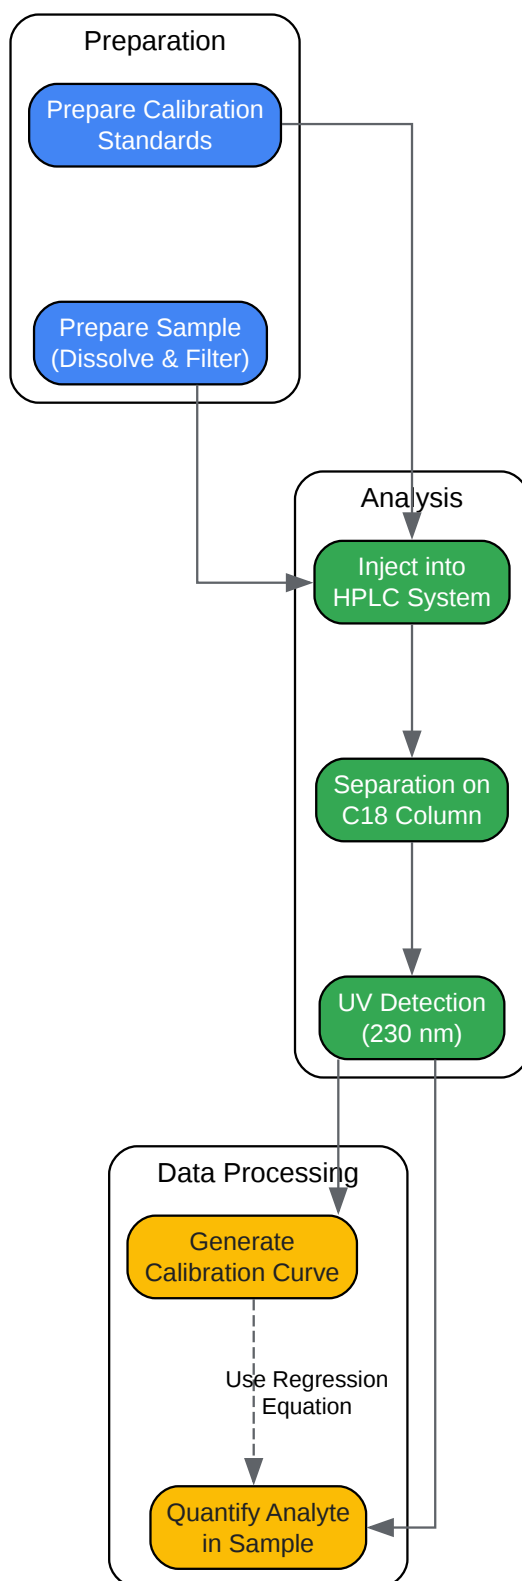 Preparation
Prepare Calibration
Standards
Prepare Sample
(Dissolve & Filter)
Analysis
Inject into
HPLC System
Separation on
C18 Column
UV Detection
(230 nm)
Data Processing
Generate
Calibration Curve
Use Regression
Equation
Quantify Analyte
in Sample